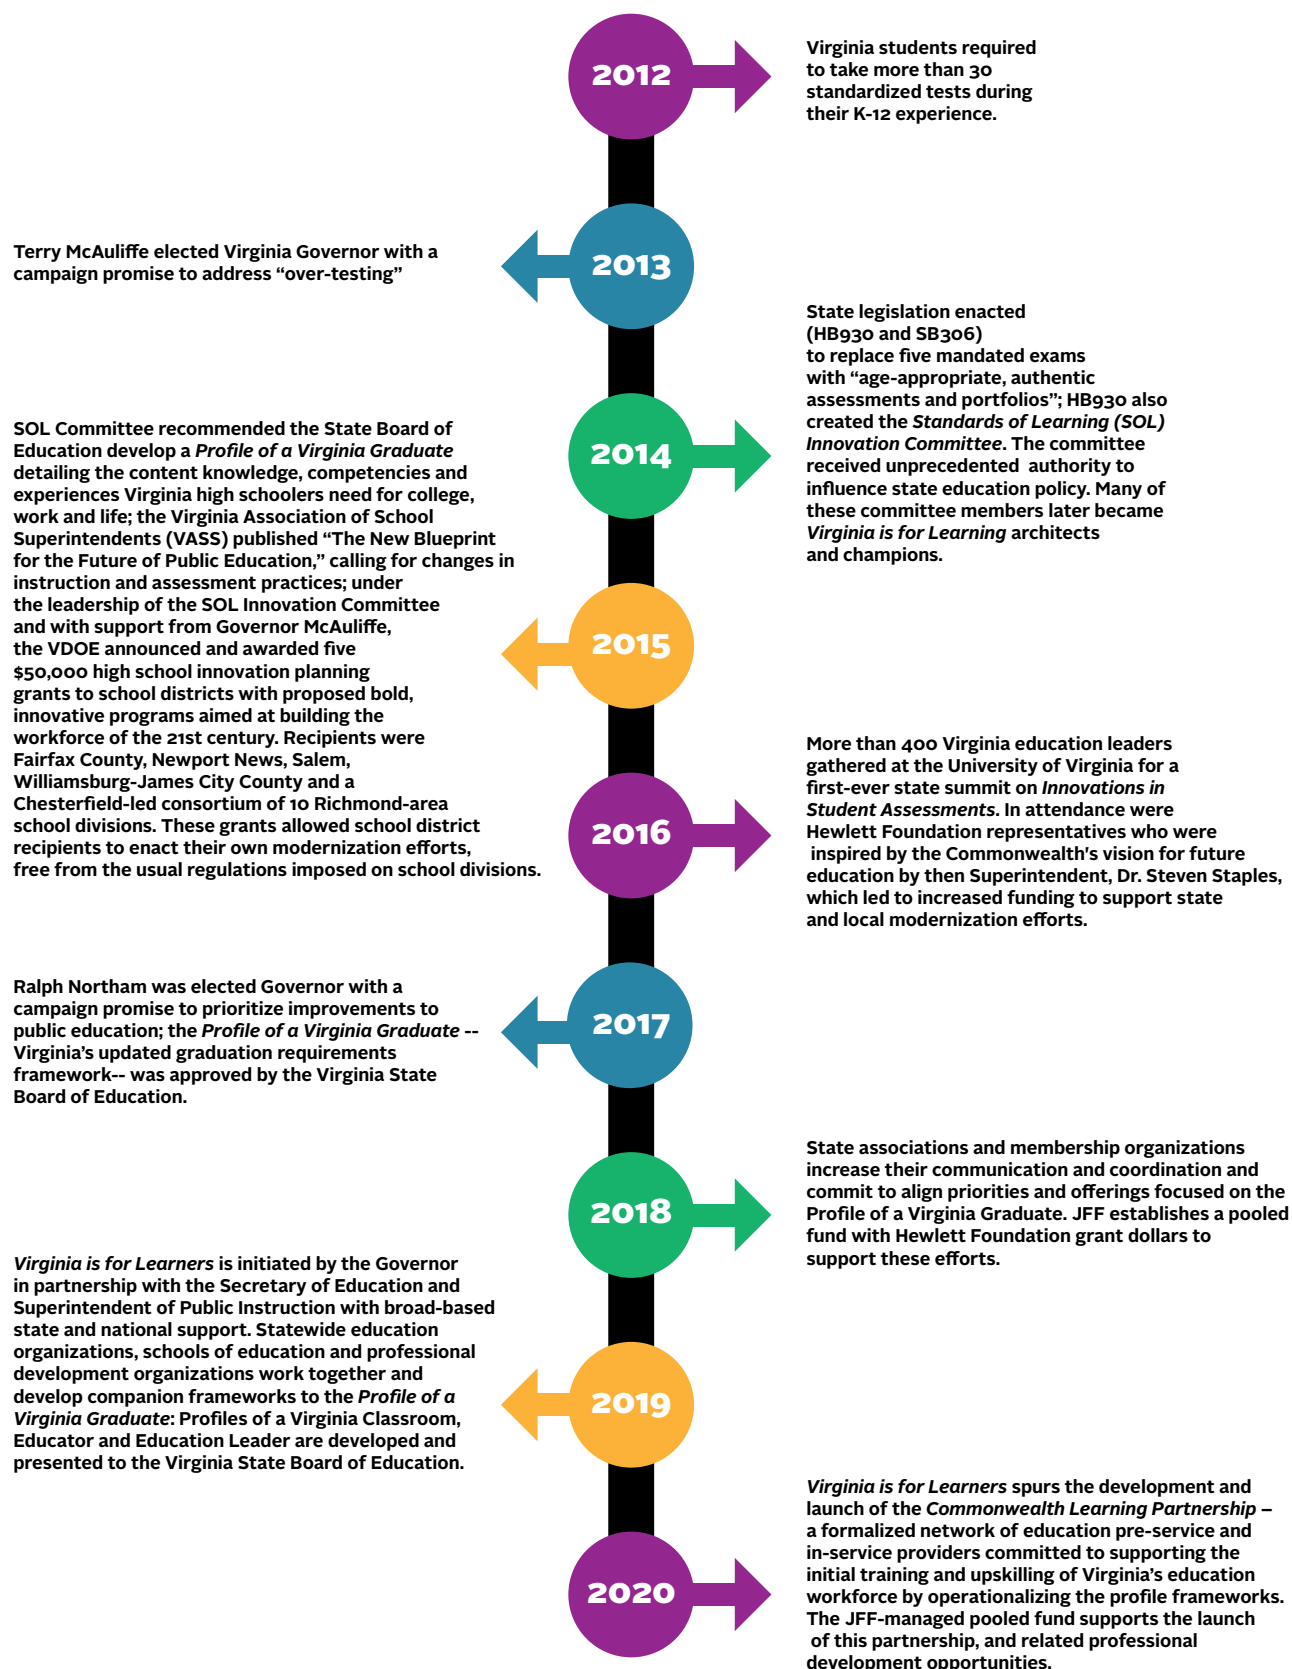 2012
Virginia students required
to take more than 30
standardized tests during
their K-12 experience.
2013
Terry McAuliffe elected Virginia Governor with a
campaign promise to address “over-testing”
2014
State legislation enacted
(HB930 and SB306)
to replace five mandated exams
with “age-appropriate, authentic
assessments and portfolios”; HB930 also
created the Standards of Learning (SOL)
Innovation Committee. The committee
received unprecedented authority to
influence state education policy. Many of
these committee members later became
Virginia is for Learning architects
and champions.
2015
SOL Committee recommended the State Board of
Education develop a Profile of a Virginia Graduate
detailing the content knowledge, competencies and
experiences Virginia high schoolers need for college,
work and life; the Virginia Association of School
Superintendents (VASS) published “The New Blueprint
for the Future of Public Education,” calling for changes in
instruction and assessment practices; under
the leadership of the SOL Innovation Committee
and with support from Governor McAuliffe,
the VDOE announced and awarded five
$50,000 high school innovation planning
grants to school districts with proposed bold,
innovative programs aimed at building the
workforce of the 21st century. Recipients were
Fairfax County, Newport News, Salem,
Williamsburg-James City County and a
Chesterfield-led consortium of 10 Richmond-area
school divisions. These grants allowed school district
recipients to enact their own modernization efforts,
free from the usual regulations imposed on school divisions.
2016
More than 400 Virginia education leaders
gathered at the University of Virginia for a
first-ever state summit on Innovations in
Student Assessments. In attendance were
Hewlett Foundation representatives who were
inspired by the Commonwealth's vision for future
education by then Superintendent, Dr. Steven Staples,
which led to increased funding to support state
and local modernization efforts.
2017
Ralph Northam was elected Governor with a
campaign promise to prioritize improvements to
public education; the Profile of a Virginia Graduate --
Virginia’s updated graduation requirements
framework-- was approved by the Virginia State
Board of Education.
2018
State associations and membership organizations
increase their communication and coordination and
commit to align priorities and offerings focused on the
Profile of a Virginia Graduate. JFF establishes a pooled
fund with Hewlett Foundation grant dollars to
support these efforts.
2019
Virginia is for Learners is initiated by the Governor
in partnership with the Secretary of Education and
Superintendent of Public Instruction with broad-based
state and national support. Statewide education
organizations, schools of education and professional
development organizations work together and
develop companion frameworks to the Profile of a
Virginia Graduate: Profiles of a Virginia Classroom,
Educator and Education Leader are developed and
presented to the Virginia State Board of Education.
2020
Virginia is for Learners spurs the development and
launch of the Commonwealth Learning Partnership –
a formalized network of education pre-service and
in-service providers committed to supporting the
initial training and upskilling of Virginia’s education
workforce by operationalizing the profile frameworks.
The JFF-managed pooled fund supports the launch
of this partnership, and related professional
development opportunities.